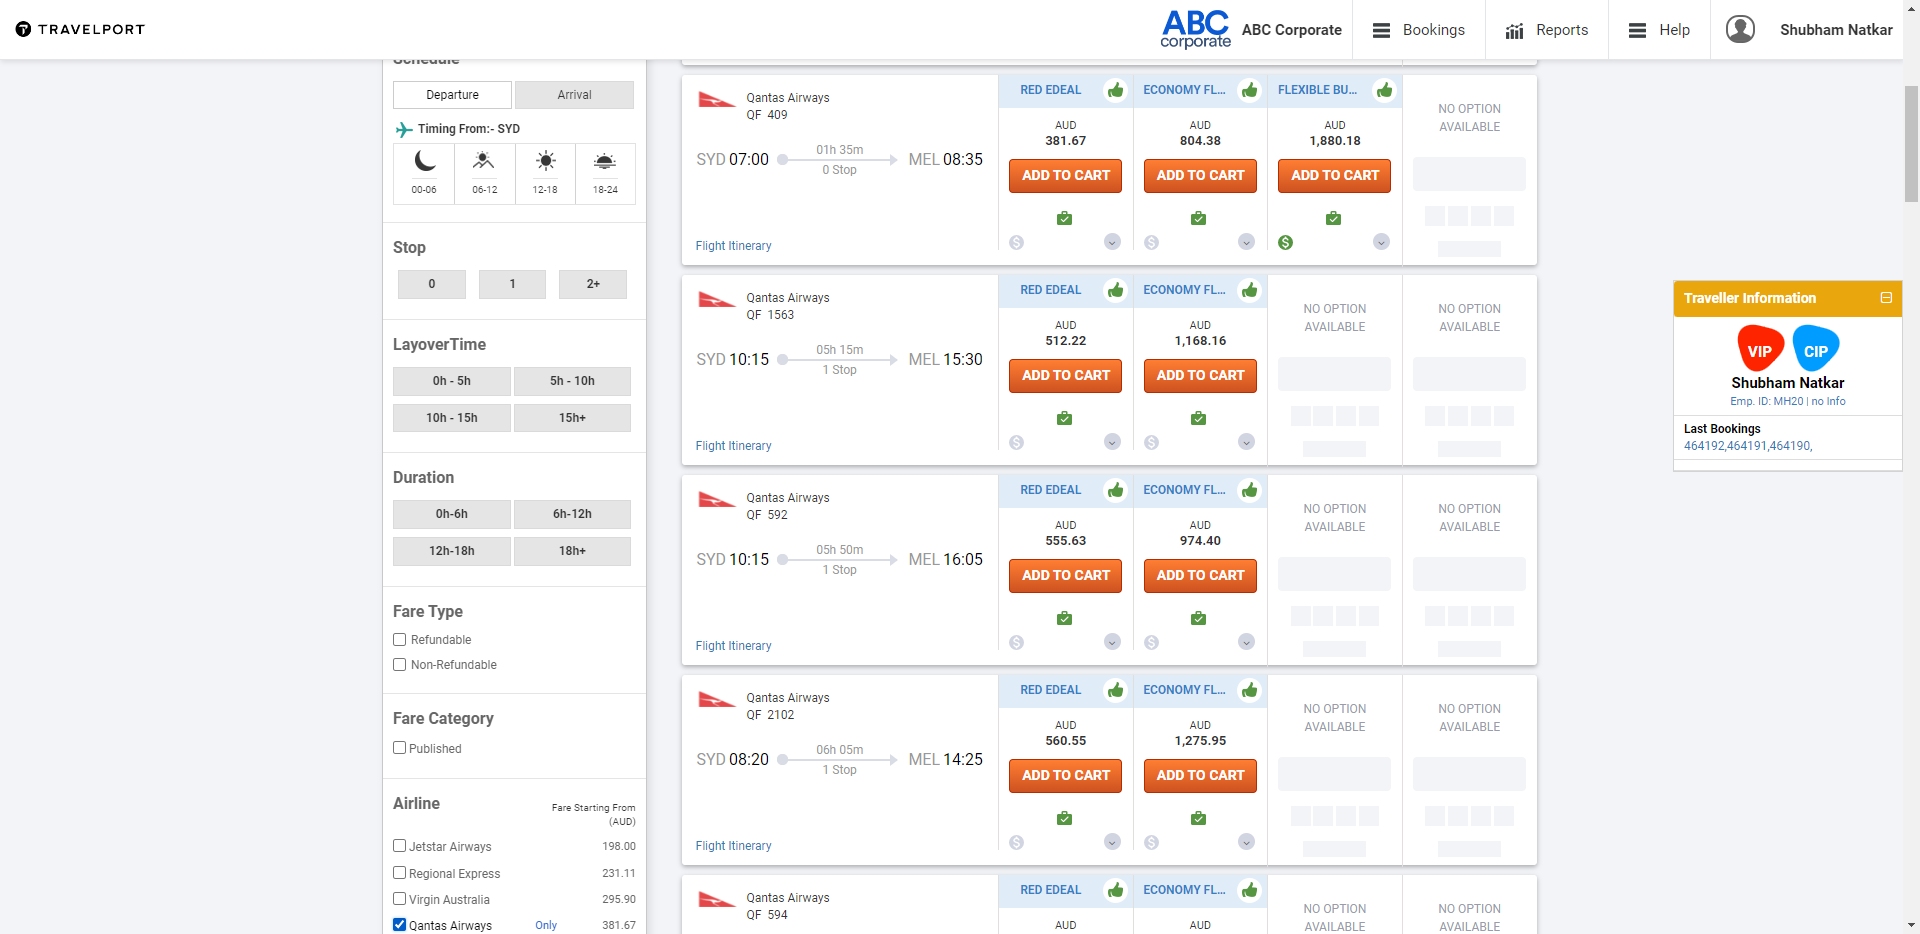 TRAVELPORT
ABC
corporate
ABC Corporate
Bookings
Reports
Help
Shubham Natkar
Schedule
Departure
Arrival
Timing From:- SYD
00-06
06-12
12-18
18-24
Stop
0
1
2+
LayoverTime
0h - 5h
5h - 10h
10h - 15h
15h+
Duration
0h-6h
6h-12h
12h-18h
18h+
Fare Type
Refundable
Non-Refundable
Fare Category
Published
Airline
Fare Starting From
(AUD)
Jetstar Airways 198.00
Regional Express 231.11
Virgin Australia 295.90
Qantas Airways Only 381.67
Qantas Airways
QF 409
SYD 07:00
01h 35m
0 Stop
MEL 08:35
Flight Itinerary
RED EDEAL
AUD
381.67
ADD TO CART
ECONOMY FL...
AUD
804.38
ADD TO CART
FLEXIBLE BU...
AUD
1,880.18
ADD TO CART
NO OPTION
AVAILABLE
Qantas Airways
QF 1563
SYD 10:15
05h 15m
1 Stop
MEL 15:30
Flight Itinerary
RED EDEAL
AUD
512.22
ADD TO CART
ECONOMY FL...
AUD
1,168.16
ADD TO CART
NO OPTION
AVAILABLE
NO OPTION
AVAILABLE
Qantas Airways
QF 592
SYD 10:15
05h 50m
1 Stop
MEL 16:05
Flight Itinerary
RED EDEAL
AUD
555.63
ADD TO CART
ECONOMY FL...
AUD
974.40
ADD TO CART
NO OPTION
AVAILABLE
NO OPTION
AVAILABLE
Qantas Airways
QF 2102
SYD 08:20
06h 05m
1 Stop
MEL 14:25
Flight Itinerary
RED EDEAL
AUD
560.55
ADD TO CART
ECONOMY FL...
AUD
1,275.95
ADD TO CART
NO OPTION
AVAILABLE
NO OPTION
AVAILABLE
Qantas Airways
QF 594
RED EDEAL
AUD
ECONOMY FL...
AUD
NO OPTION
AVAILABLE
NO OPTION
AVAILABLE
Traveller Information
VIP
CIP
Shubham Natkar
Emp. ID: MH20 | no Info
Last Bookings
464192,464191,464190,